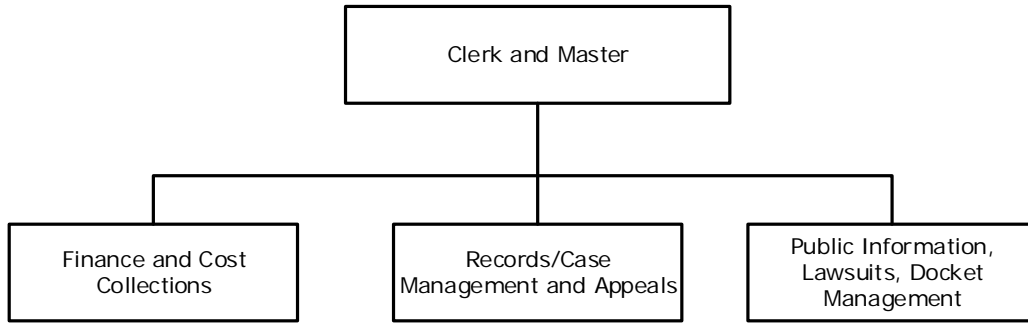 Clerk and Master
Finance and Cost
Collections
Records/Case
Management and Appeals
Public Information,
Lawsuits, Docket
Management